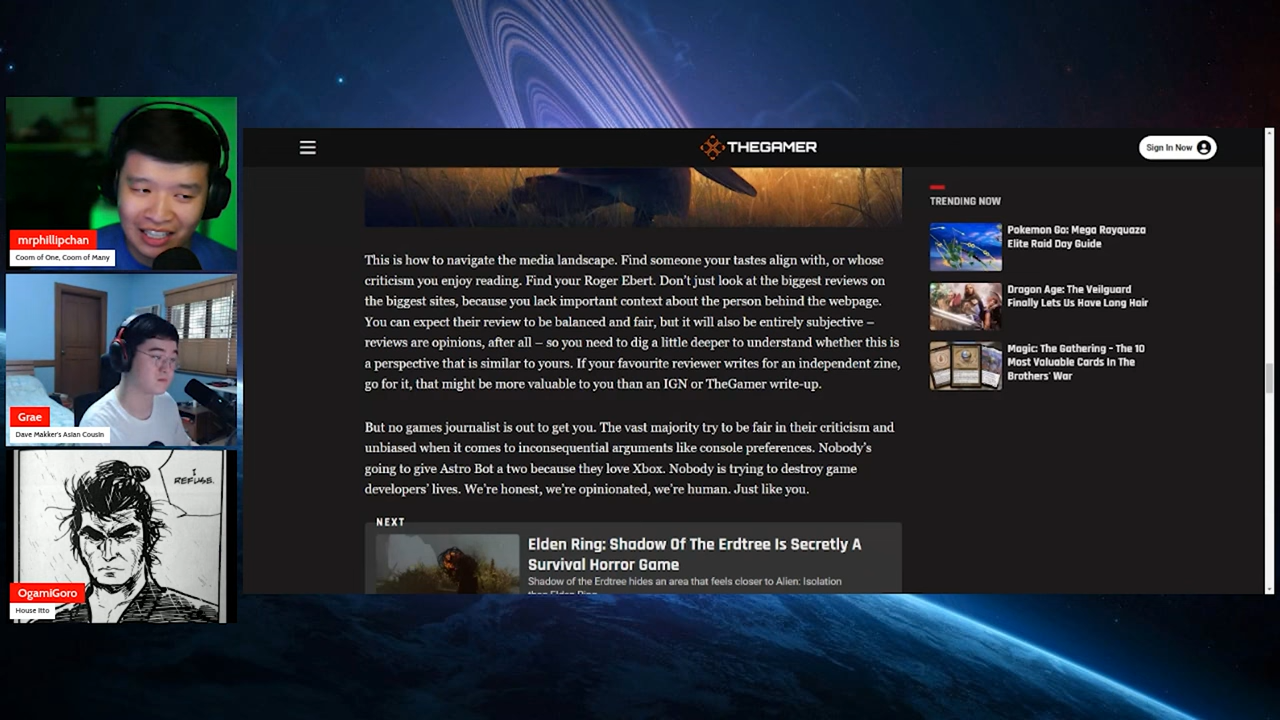 mrphillipchan
Coom of One, Coom of Many
Grae
Dave Makker's Asian Cousin
I
REFUSE.
OgamiGoro
House Itto
THEGAMER
Sign In Now
This is how to navigate the media landscape. Find someone your tastes align with, or whose
criticism you enjoy reading. Find your Roger Ebert. Don't just look at the biggest reviews on
the biggest sites, because you lack important context about the person behind the webpage.
You can expect their review to be balanced and fair, but it will also be entirely subjective –
reviews are opinions, after all – so you need to dig a little deeper to understand whether this is
a perspective that is similar to yours. If your favourite reviewer writes for an independent zine,
go for it, that might be more valuable to you than an IGN or TheGamer write-up.
But no games journalist is out to get you. The vast majority try to be fair in their criticism and
unbiased when it comes to inconsequential arguments like console preferences. Nobody's
going to give Astro Bot a two because they love Xbox. Nobody is trying to destroy game
developers' lives. We're honest, we're opinionated, we're human. Just like you.
NEXT
Elden Ring: Shadow Of The Erdtree Is Secretly A
Survival Horror Game
Shadow of the Erdtree hides an area that feels closer to Alien: Isolation
than Elden Ring
TRENDING NOW
Pokemon Go: Mega Rayquaza
Elite Raid Day Guide
Dragon Age: The Veilguard
Finally Lets Us Have Long Hair
Magic: The Gathering – The 10
Most Valuable Cards In The
Brothers' War